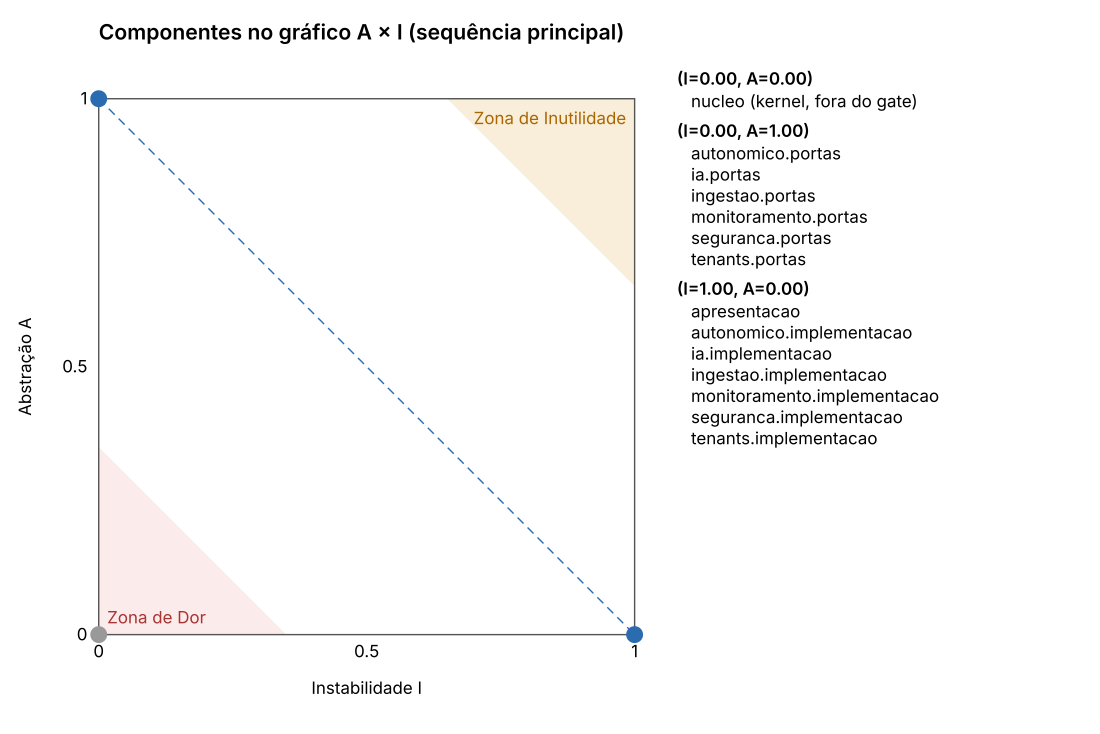 Componentes no gráfico A × I (sequência principal)
1
0.5
0
0
0.5
1
Abstração A
Instabilidade I
Zona de Inutilidade
Zona de Dor
(I=0.00, A=0.00)
nucleo (kernel, fora do gate)
(I=0.00, A=1.00)
autonomico.portas
ia.portas
ingestao.portas
monitoramento.portas
seguranca.portas
tenants.portas
(I=1.00, A=0.00)
apresentacao
autonomico.implementacao
ia.implementacao
ingestao.implementacao
monitoramento.implementacao
seguranca.implementacao
tenants.implementacao